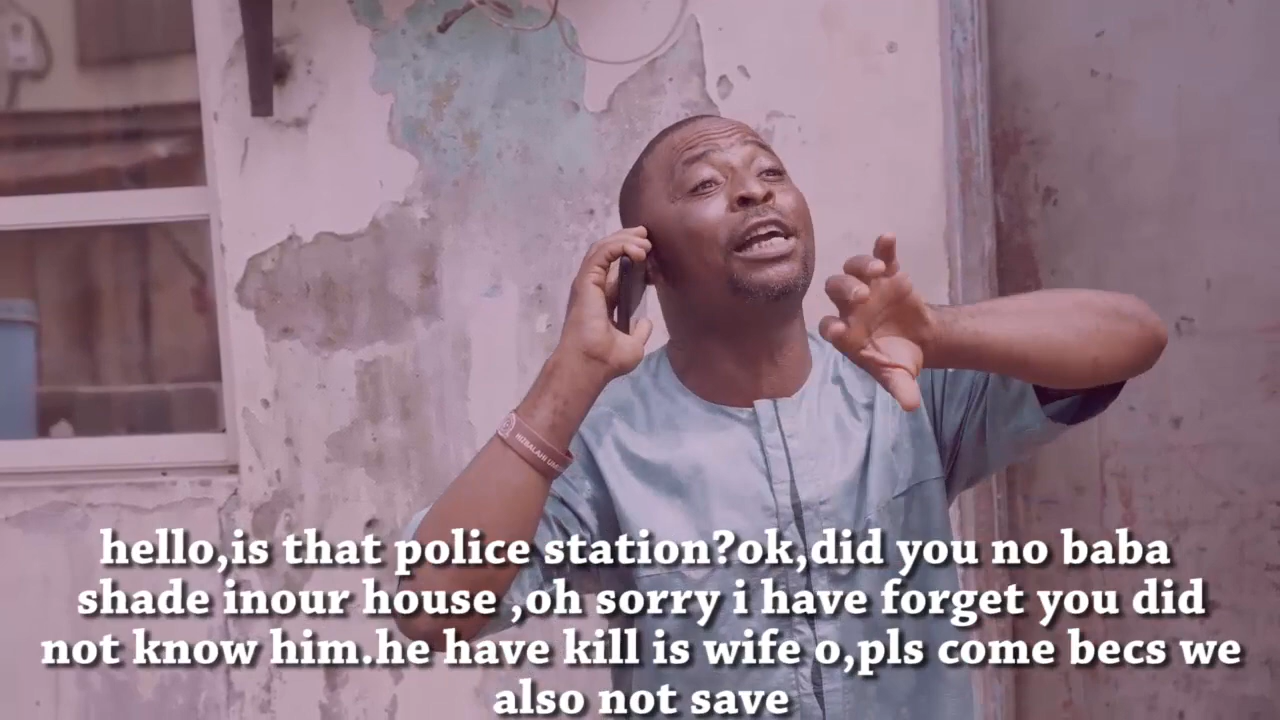 HIZBALAHI
hello,is that police station?ok,did you no baba
shade inour house ,oh sorry i have forget you did
not know him.he have kill is wife o,pls come becs we
also not save